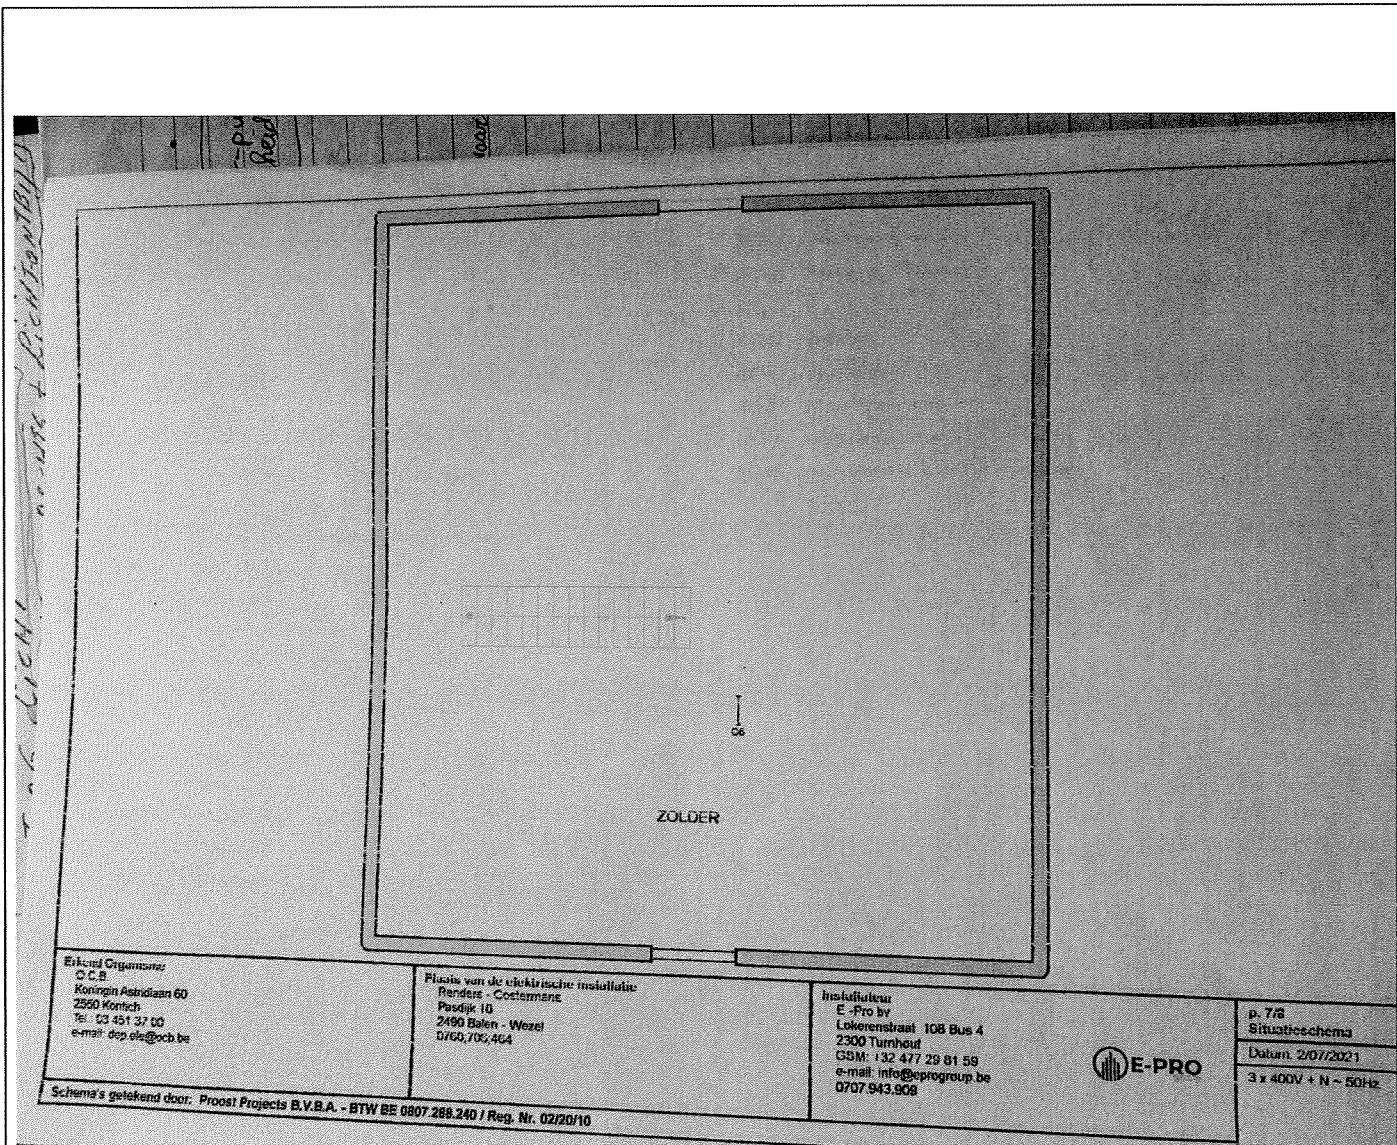 heid
ZOLDER
Erkend Organisme
O.C.B.
Koningin Astridlaan 60
2550 Kontich
Tel: 03 451 37 00
e-mail: dep.ele@ocb.be
Plaats van de elektrische installatie
Renders - Costermans
Pasdijk 10
2490 Balen - Wezel
Installateur
E -Pro bv
Lokerenstraat 108 Bus 4
2300 Turnhout
GSM: +32 477 29 81 59
e-mail: info@eprogroup.be
0707.943.909
E-PRO
p. 7/8
Situatieschema
Datum: 2/07/2021
3 x 400V + N ~ 50Hz
Schema's getekend door: Proost Projects B.V.B.A. - BTW BE 0807.288.240 / Reg. Nr. 02/20/10